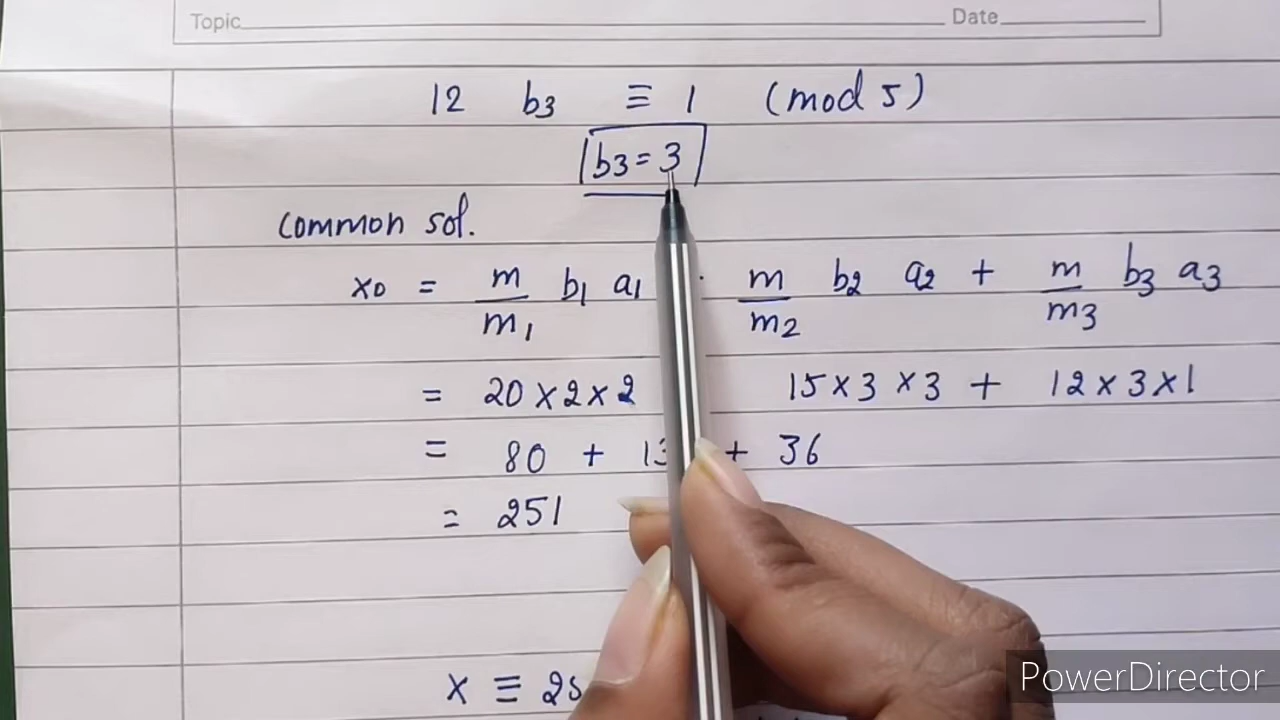 Topic Date
12 b3 ≡ 1 (mod 5)
b3 = 3
Common sol.
x0 = m/m1 b1 a1 m/m2 b2 a2 + m/m3 b3 a3
= 20 × 2 × 2 15 × 3 × 3 + 12 × 3 × 1
= 80 + + 36
= 251
x ≡
PowerDirector